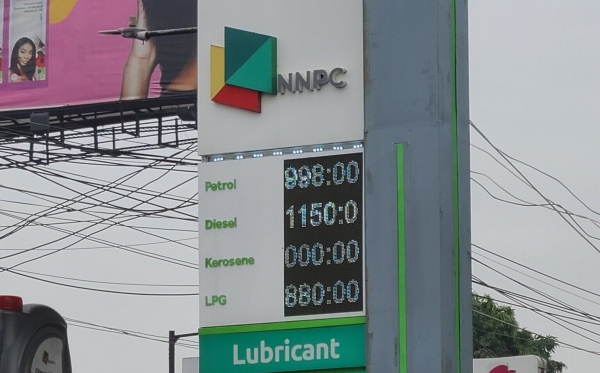 NNPC
Petrol 998:00
Diesel 1150:0
Kerosene 000:00
LPG 880:00
Lubricant